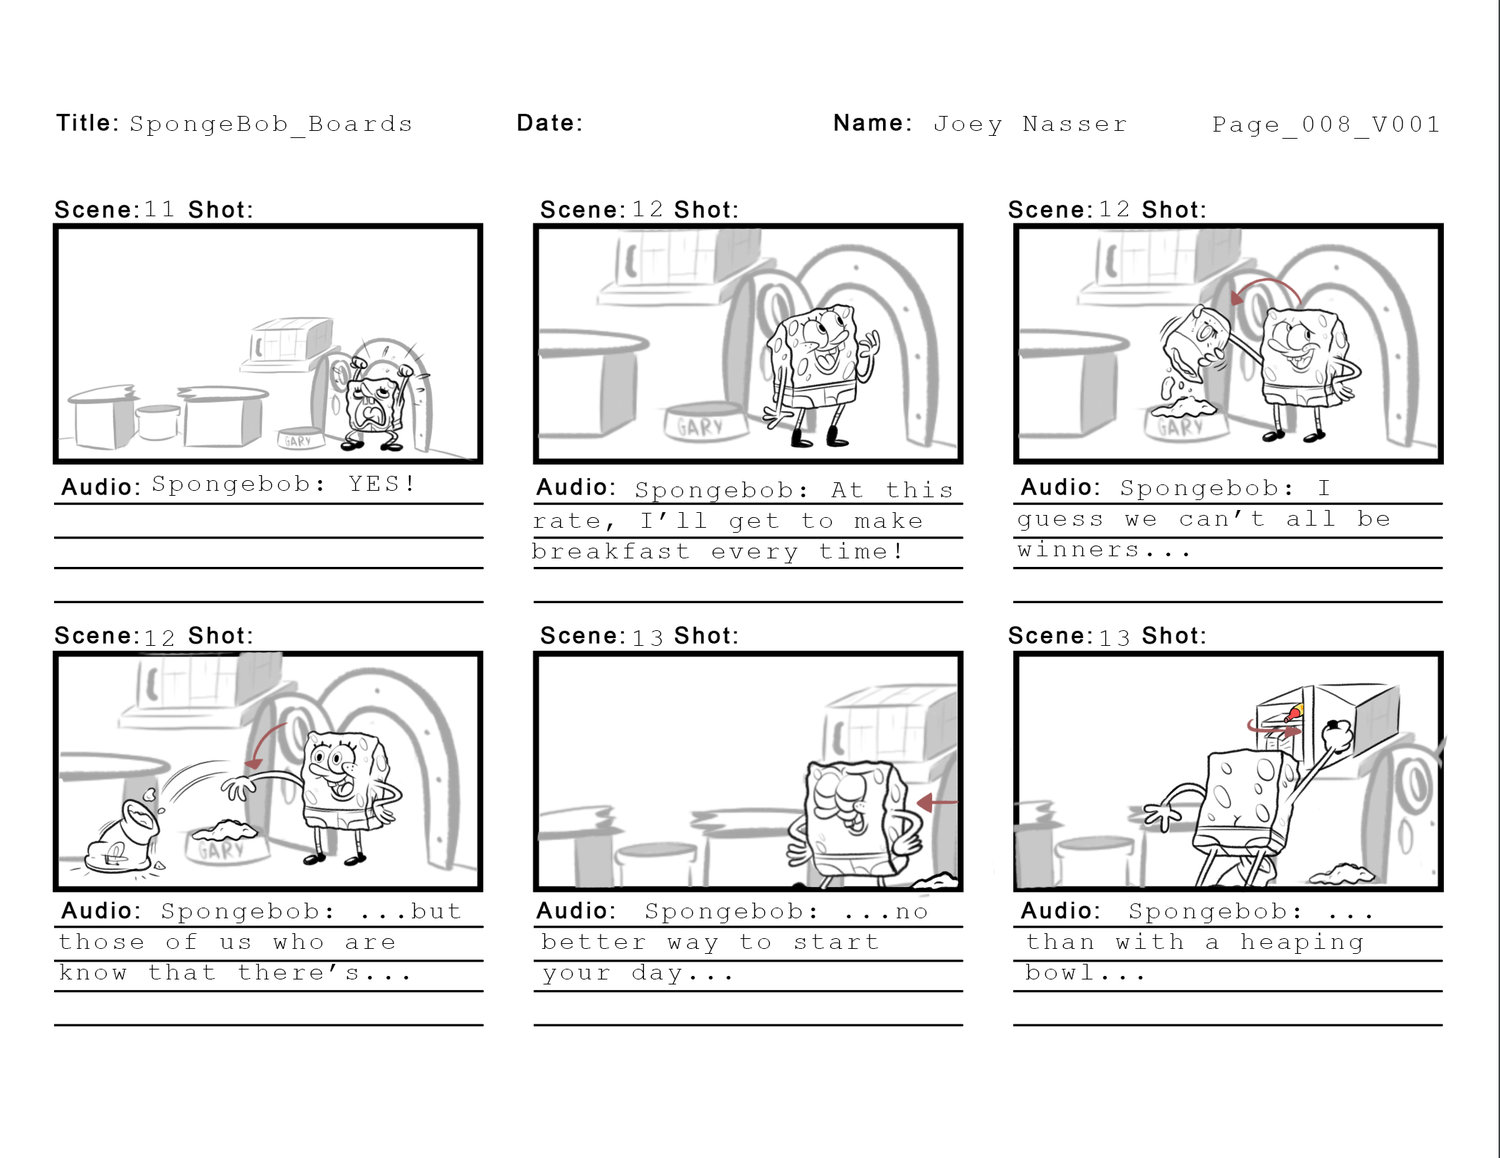 Title: SpongeBob_Boards Date: Name: Joey Nasser Page_008_V001
Scene: 11 Shot:
GARY
Audio: Spongebob: YES!
Scene: 12 Shot:
GARY
Audio: Spongebob: At this
rate, I'll get to make
breakfast every time!
Scene: 12 Shot:
GARY
Audio: Spongebob: I
guess we can't all be
winners...
Scene: 12 Shot:
GARY
Audio: Spongebob: ...but
those of us who are
know that there's...
Scene: 13 Shot:
Audio: Spongebob: ...no
better way to start
your day...
Scene: 13 Shot:
Audio: Spongebob: ...
than with a heaping
bowl...